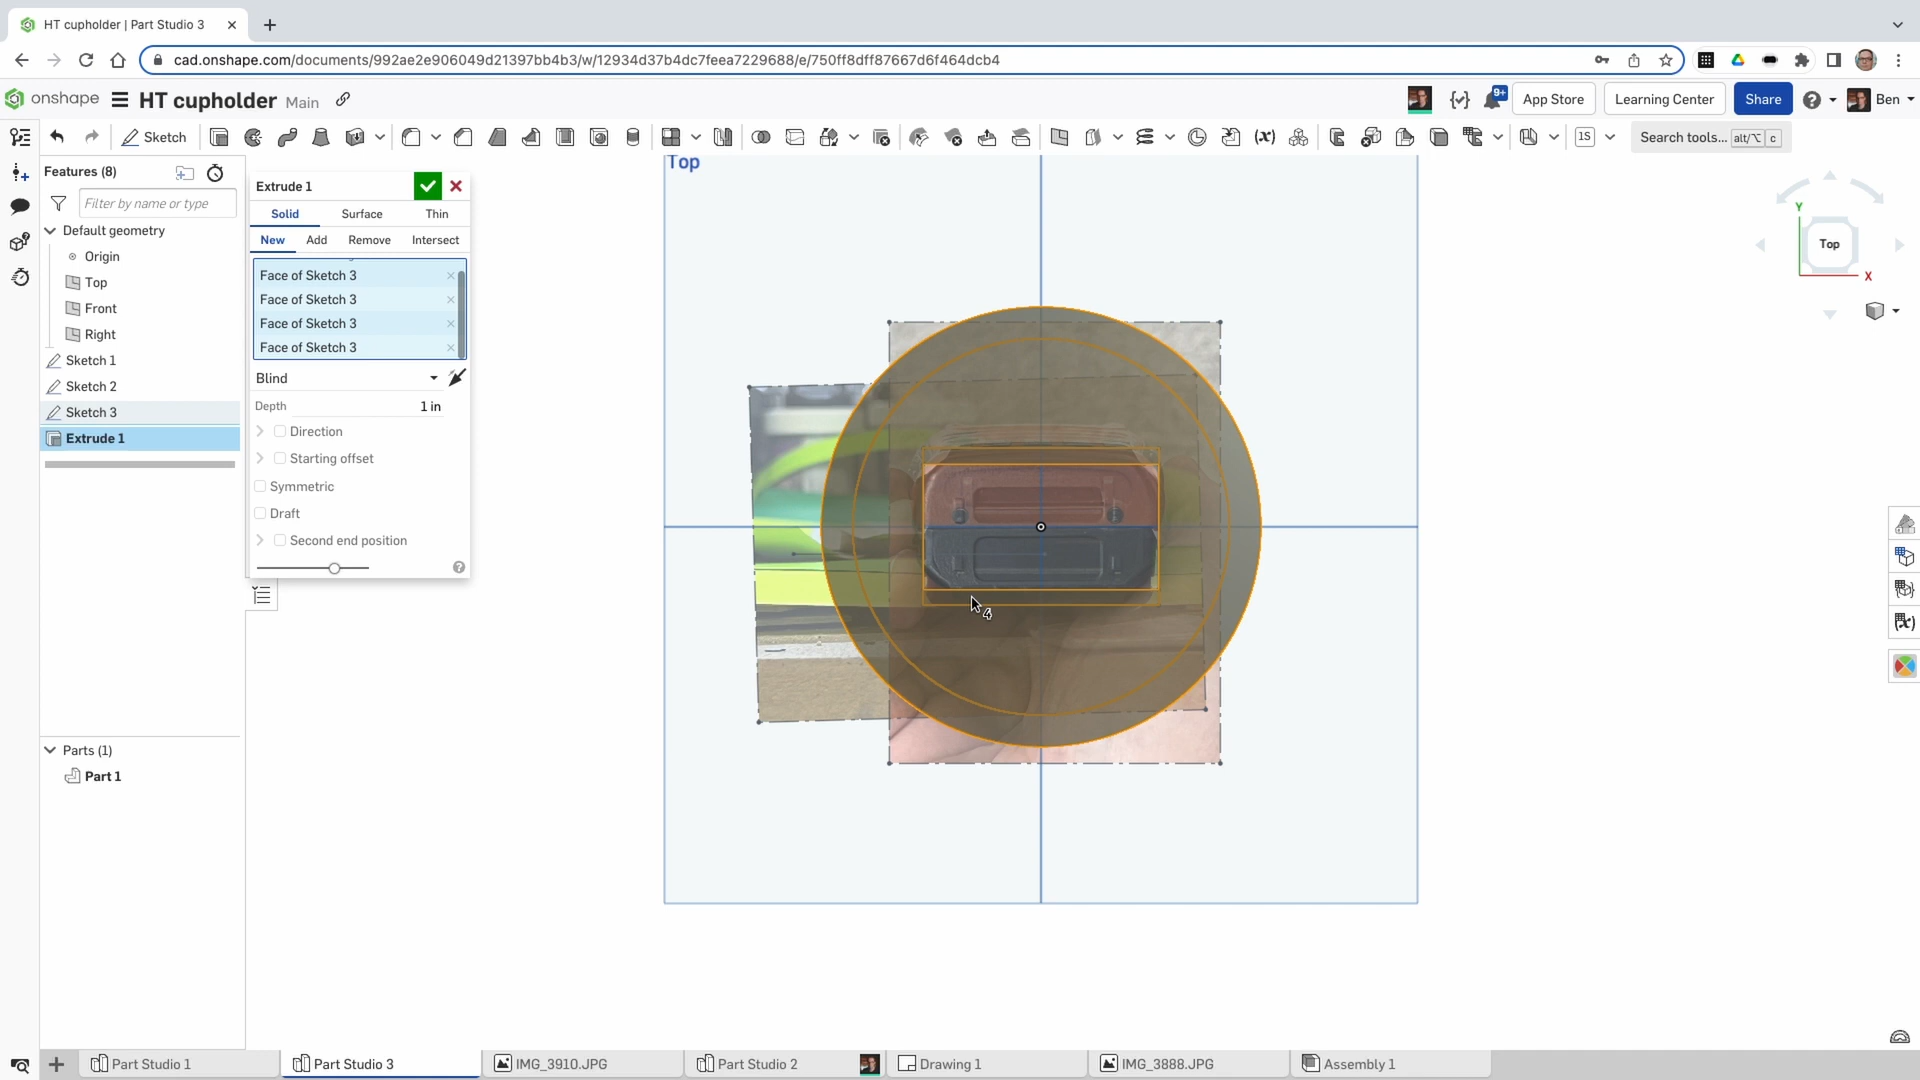 HT cupholder | Part Studio 3
cad.onshape.com/documents/992ae2e906049d21397bb4b3/w/12934d37b4dc7feea7229688/e/750ff8dff87667d6f464dcb4
onshape
HT cupholder Main
9+
App Store
Learning Center
Share
Ben
Sketch
(x)
1S
Search tools... alt/⌥ c
Features (8)
Filter by name or type
Default geometry
Origin
Top
Front
Right
Sketch 1
Sketch 2
Sketch 3
Extrude 1
Parts (1)
Part 1
Extrude 1
Solid Surface Thin
New Add Remove Intersect
Face of Sketch 3
Face of Sketch 3
Face of Sketch 3
Face of Sketch 3
Blind
Depth 1 in
Direction
Starting offset
Symmetric
Draft
Second end position
Top
4
Y
Top
X
(x)
Part Studio 1
Part Studio 3
IMG_3910.JPG
Part Studio 2
Drawing 1
IMG_3888.JPG
Assembly 1